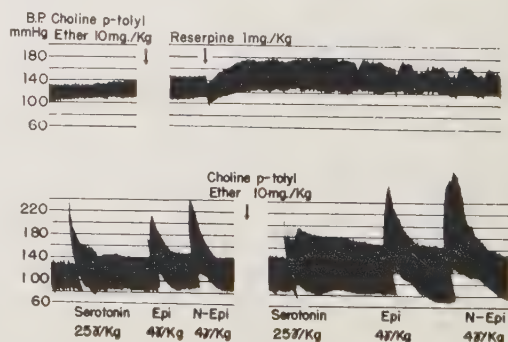 B.P.
mmHg
Choline p-tolyl
Ether 10mg./Kg
Reserpine 1mg/Kg
180
140
100
60
Choline p-tolyl
Ether 10mg./Kg
220
180
140
100
60
Serotonin
25γ/Kg
Epi
4γ/Kg
N-Epi
4γ/Kg
Serotonin
25γ/Kg
Epi
4γ/Kg
N-Epi
4γ/Kg